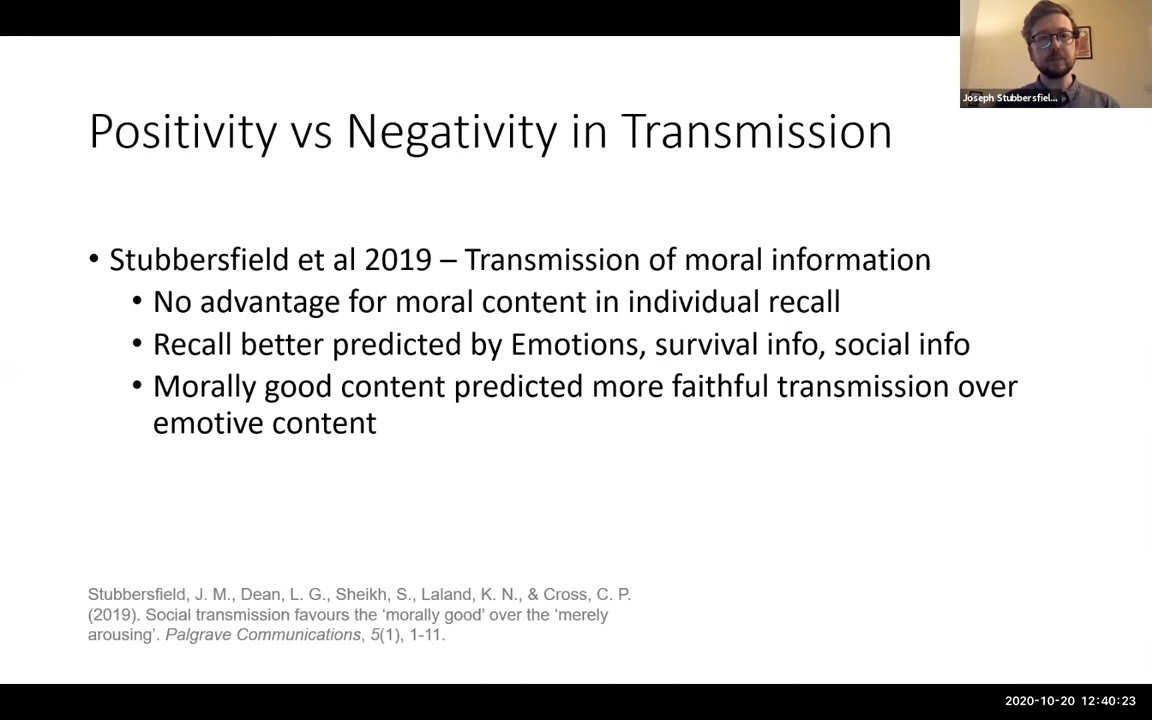 Joseph Stubbersfiel...
Positivity vs Negativity in Transmission
• Stubbersfield et al 2019 – Transmission of moral information
• No advantage for moral content in individual recall
• Recall better predicted by Emotions, survival info, social info
• Morally good content predicted more faithful transmission over
emotive content
Stubbersfield, J. M., Dean, L. G., Sheikh, S., Laland, K. N., & Cross, C. P.
(2019). Social transmission favours the ‘morally good’ over the ‘merely
arousing’. Palgrave Communications, 5(1), 1-11.
2020-10-20 12:40:23